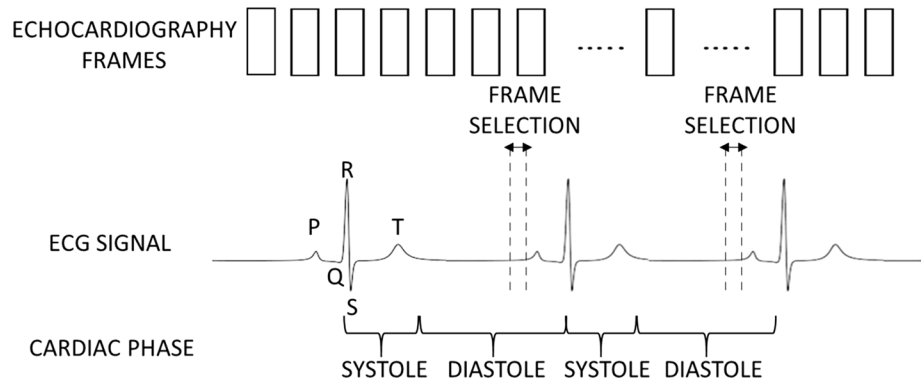 ECHOCARDIOGRAPHY
FRAMES
FRAME
SELECTION
FRAME
SELECTION
R
P
T
ECG SIGNAL
Q
S
CARDIAC PHASE
SYSTOLE DIASTOLE SYSTOLE DIASTOLE